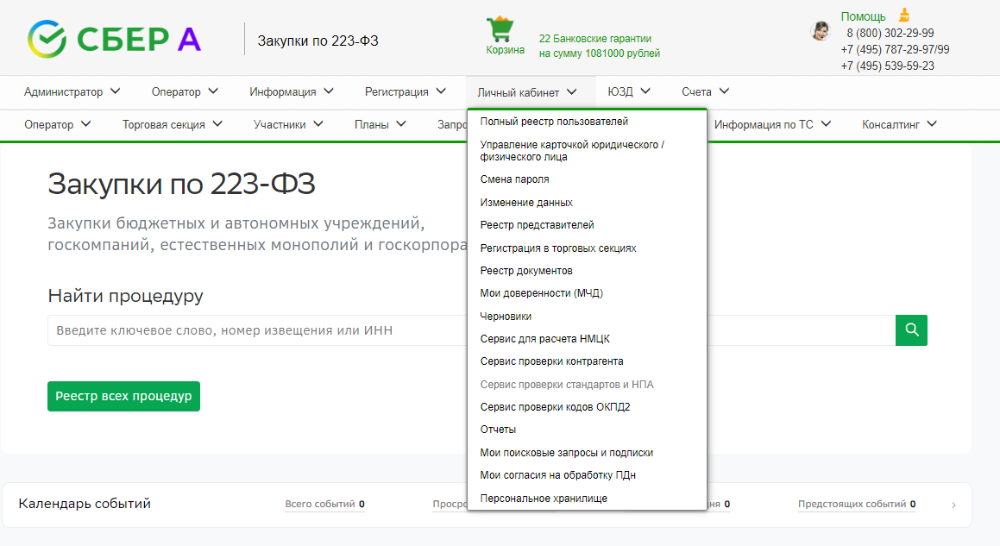 СБЕР А
Закупки по 223-ФЗ
Корзина
22 Банковские гарантии
на сумму 1081000 рублей
Помощь
8 (800) 302-29-99
+7 (495) 787-29-97/99
+7 (495) 539-59-23
Администратор
Оператор
Информация
Регистрация
Личный кабинет
ЮЗД
Счета
Оператор
Торговая секция
Участники
Планы
Запро
Информация по ТС
Консалтинг
Полный реестр пользователей
Управление карточкой юридического /
физического лица
Смена пароля
Изменение данных
Реестр представителей
Регистрация в торговых секциях
Реестр документов
Мои доверенности (МЧД)
Черновики
Сервис для расчета НМЦК
Сервис проверки контрагента
Сервис проверки стандартов и НПА
Сервис проверки кодов ОКПД2
Отчеты
Мои поисковые запросы и подписки
Мои согласия на обработку ПДн
Персональное хранилище
Закупки по 223-ФЗ
Закупки бюджетных и автономных учреждений,
госкомпаний, естественных монополий и госкорпора
Найти процедуру
Введите ключевое слово, номер извещения или ИНН
Реестр всех процедур
Календарь событий
Всего событий 0
Просро
дня 0
Предстоящих событий 0